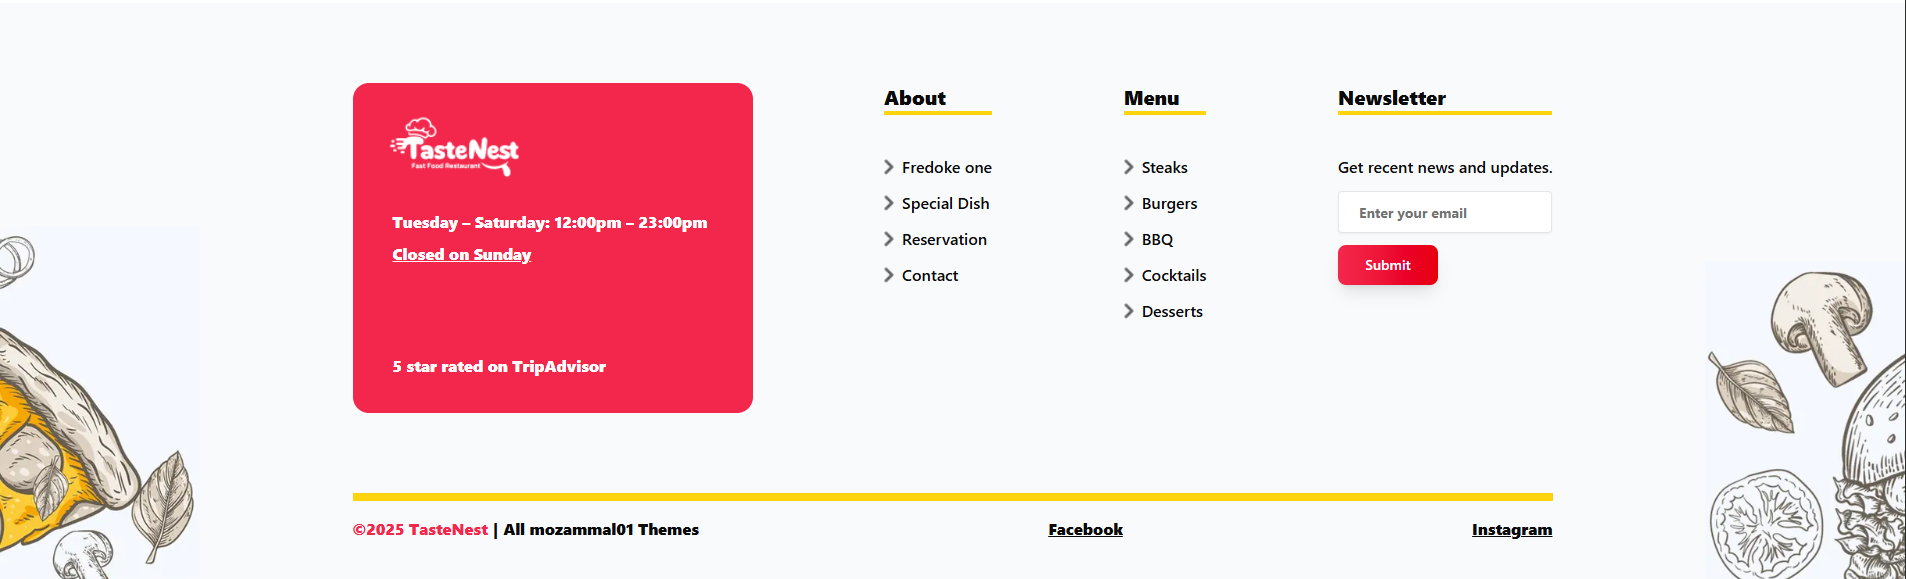 TasteNest
Fast Food Restaurant
Tuesday – Saturday: 12:00pm – 23:00pm
Closed on Sunday
5 star rated on TripAdvisor
About
Fredoke one
Special Dish
Reservation
Contact
Menu
Steaks
Burgers
BBQ
Cocktails
Desserts
Newsletter
Get recent news and updates.
Enter your email
Submit
©2025 TasteNest | All mozammal01 Themes
Facebook
Instagram